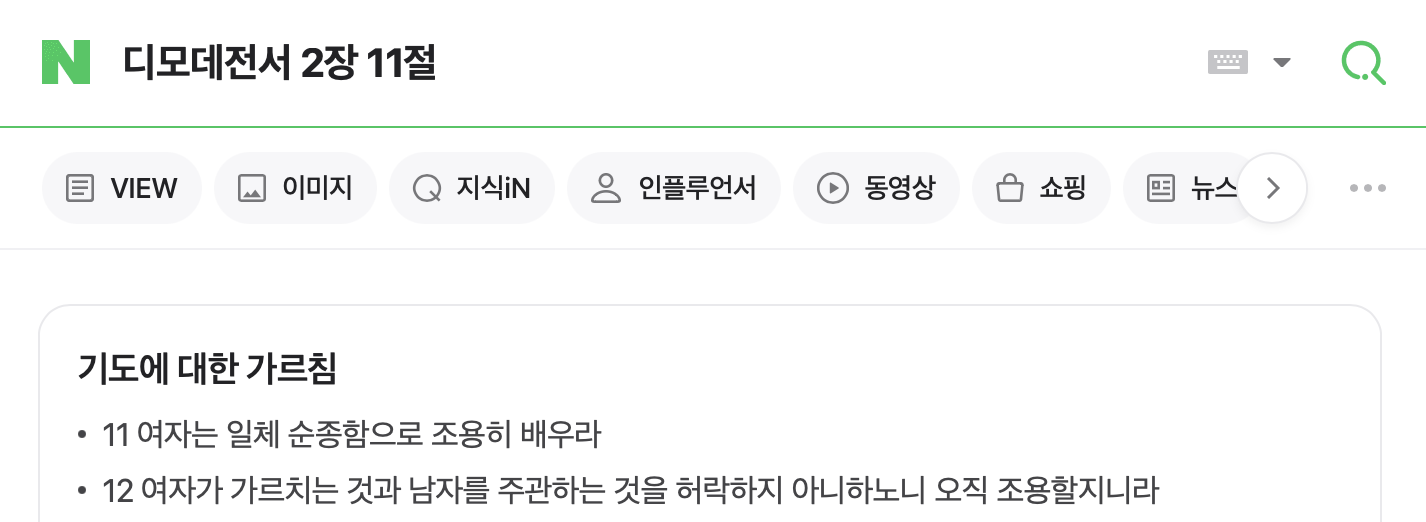 N 디모데전서 2장 11절
VIEW 이미지 지식iN 인플루언서 동영상 쇼핑 뉴스
기도에 대한 가르침
• 11 여자는 일체 순종함으로 조용히 배우라
• 12 여자가 가르치는 것과 남자를 주관하는 것을 허락하지 아니하노니 오직 조용할지니라